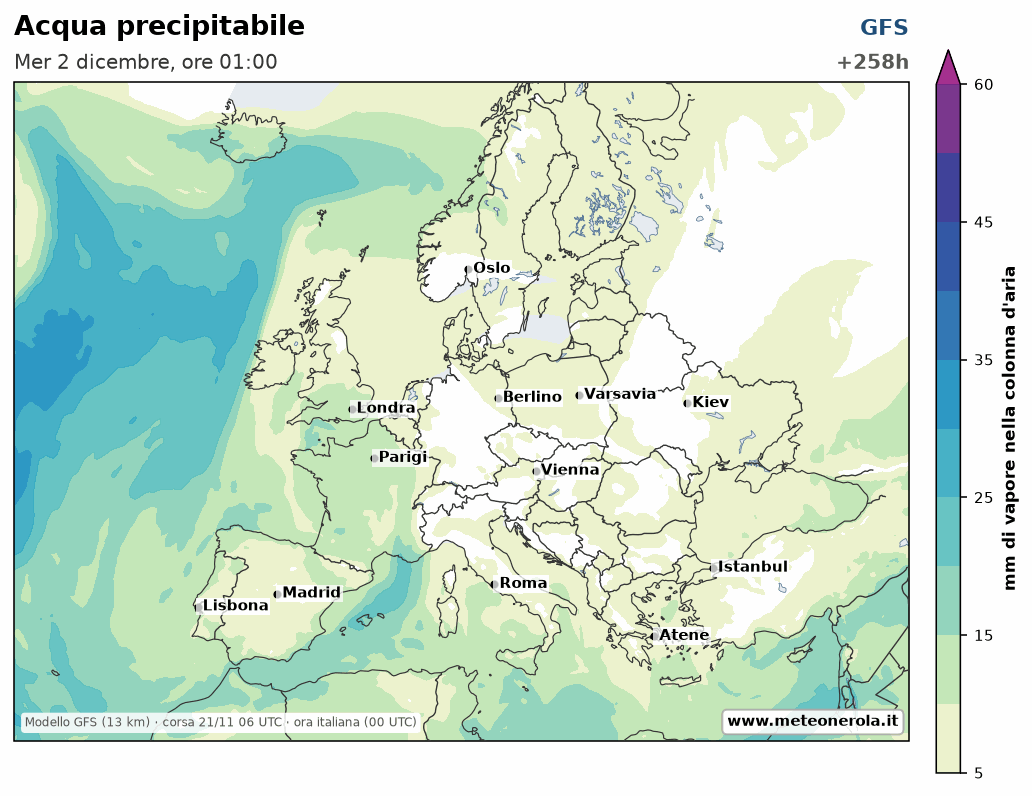 Acqua precipitabile
GFS
Mer 2 dicembre, ore 01:00
+258h
60
45
35
25
15
5
mm di vapore nella colonna d'aria
Oslo
Berlino
Varsavia
Kiev
Londra
Parigi
Vienna
Istanbul
Roma
Madrid
Lisbona
Atene
Modello GFS (13 km) · corsa 21/11 06 UTC · ora italiana (00 UTC)
www.meteonerola.it